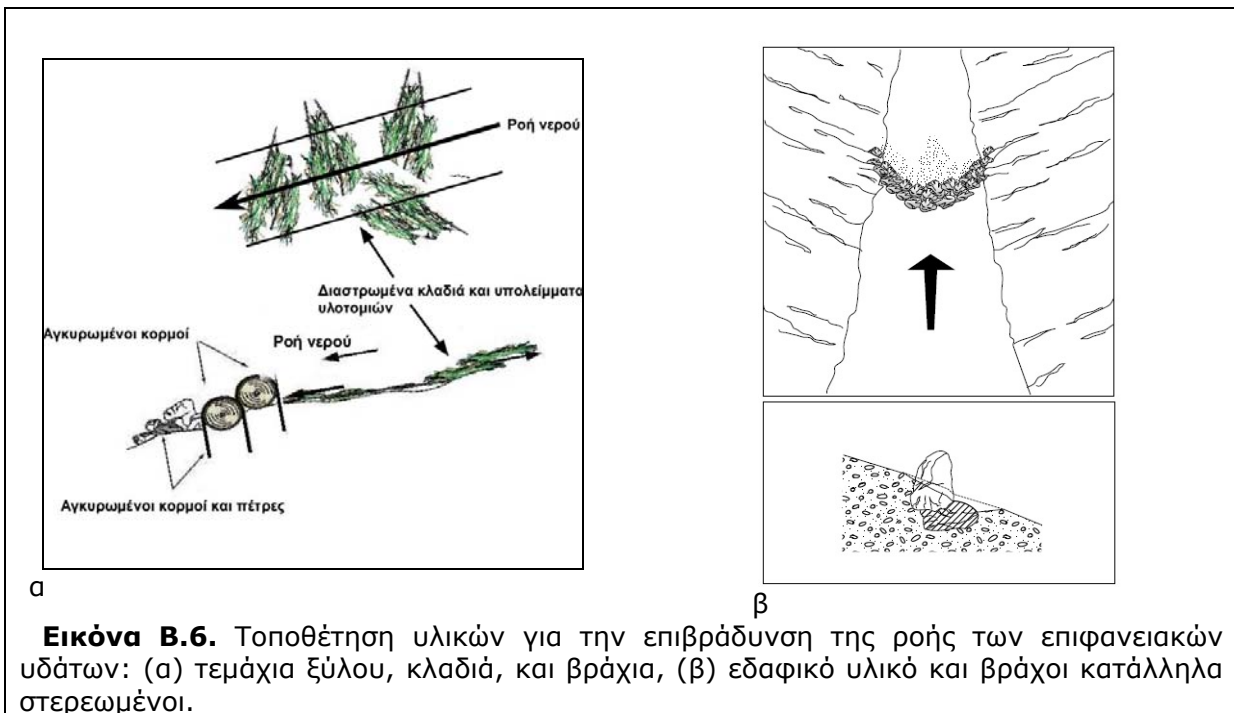 Ροή νερού
Διαστρωμένα κλαδιά και υπολείμματα
υλοτομιών
Αγκυρωμένοι κορμοί
Ροή νερού
Αγκυρωμένοι κορμοί και πέτρες
α
β
Εικόνα Β.6. Τοποθέτηση υλικών για την επιβράδυνση της ροής των επιφανειακών
υδάτων: (α) τεμάχια ξύλου, κλαδιά, και βράχια, (β) εδαφικό υλικό και βράχοι κατάλληλα
στερεωμένοι.